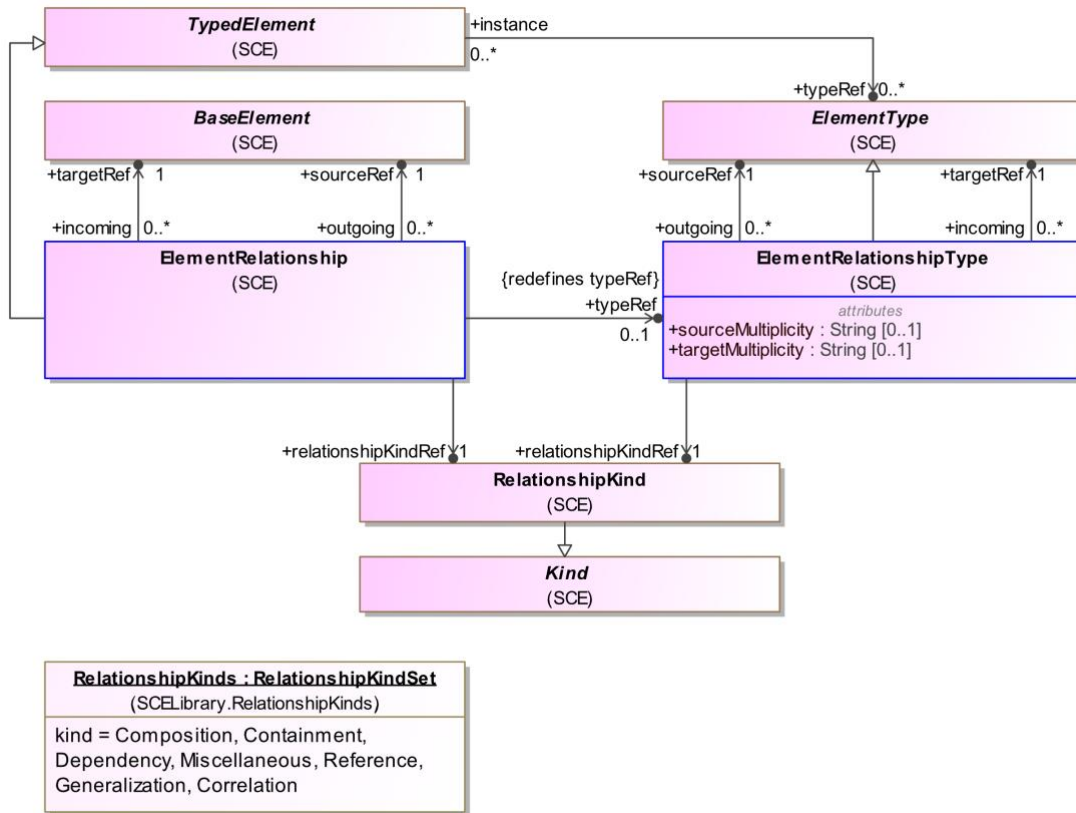 TypedElement
(SCE)
+instance
0..*
+typeRef 0..*
BaseElement
(SCE)
ElementType
(SCE)
+targetRef 1
+sourceRef 1
+sourceRef 1
+targetRef 1
+incoming 0..*
+outgoing 0..*
+outgoing 0..*
+incoming 0..*
ElementRelationship
(SCE)
{redefines typeRef}
+typeRef
0..1
ElementRelationshipType
(SCE)
attributes
+sourceMultiplicity : String [0..1]
+targetMultiplicity : String [0..1]
+relationshipKindRef 1
+relationshipKindRef 1
RelationshipKind
(SCE)
Kind
(SCE)
RelationshipKinds : RelationshipKindSet
(SCELibrary.RelationshipKinds)
kind = Composition, Containment,
Dependency, Miscellaneous, Reference,
Generalization, Correlation